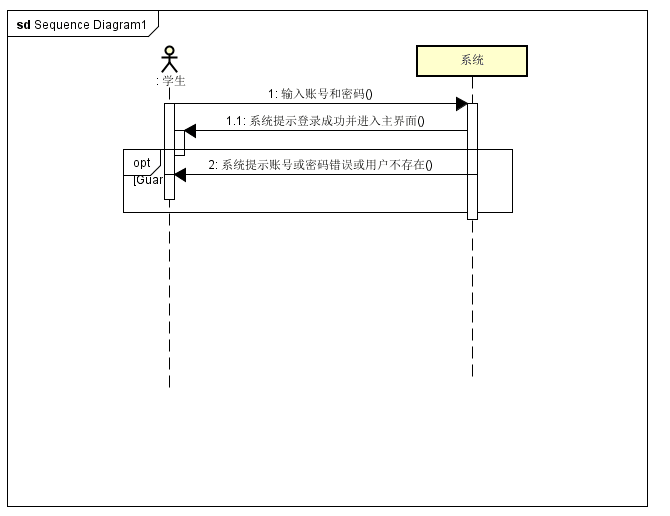 sd Sequence Diagram1
: 学生
系统
1: 输入账号和密码()
1.1: 系统提示登录成功并进入主界面()
opt
2: 系统提示账号或密码错误或用户不存在()
[Guar